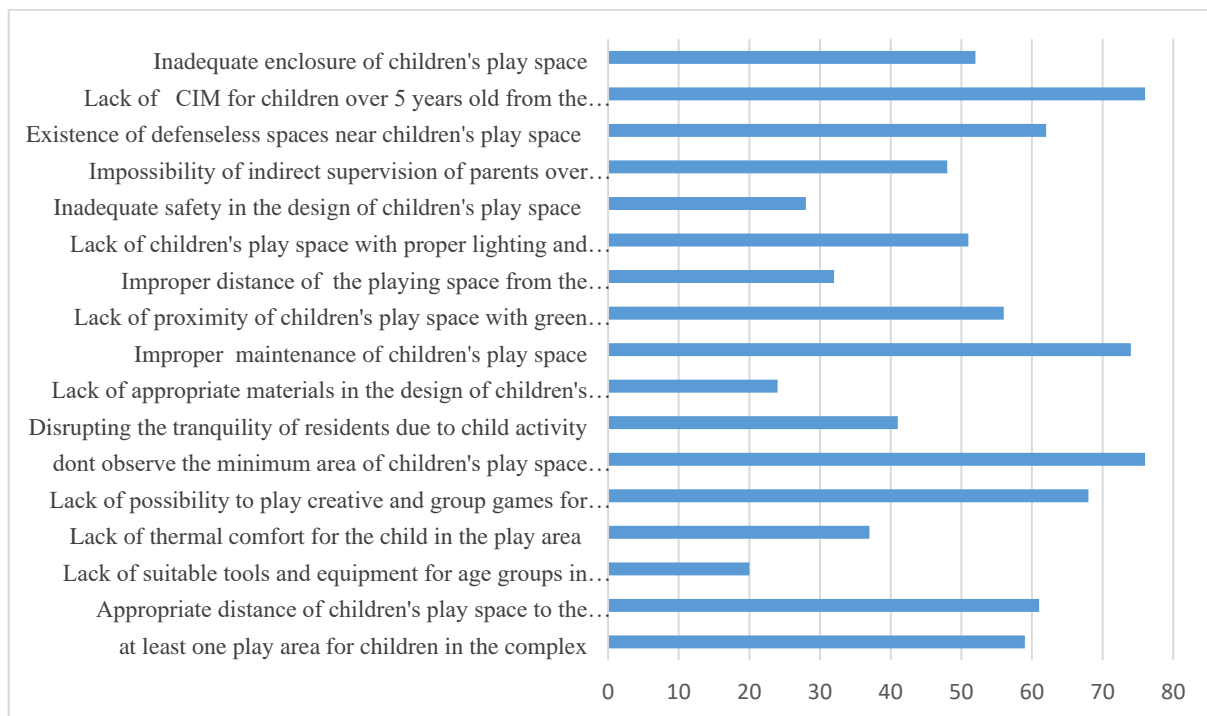 Inadequate enclosure of children's play space
Lack of CIM for children over 5 years old from the…
Existence of defenseless spaces near children's play space
Impossibility of indirect supervision of parents over…
Inadequate safety in the design of children's play space
Lack of children's play space with proper lighting and…
Improper distance of the playing space from the…
Lack of proximity of children's play space with green…
Improper maintenance of children's play space
Lack of appropriate materials in the design of children's…
Disrupting the tranquility of residents due to child activity
dont observe the minimum area of children's play space…
Lack of possibility to play creative and group games for…
Lack of thermal comfort for the child in the play area
Lack of suitable tools and equipment for age groups in…
Appropriate distance of children's play space to the…
at least one play area for children in the complex
0 10 20 30 40 50 60 70 80